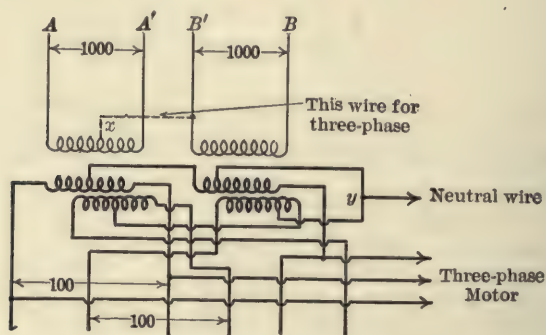 A A' B' B
1000 1000
This wire for
three-phase
x
y Neutral wire
100 Three-phase
Motor
100